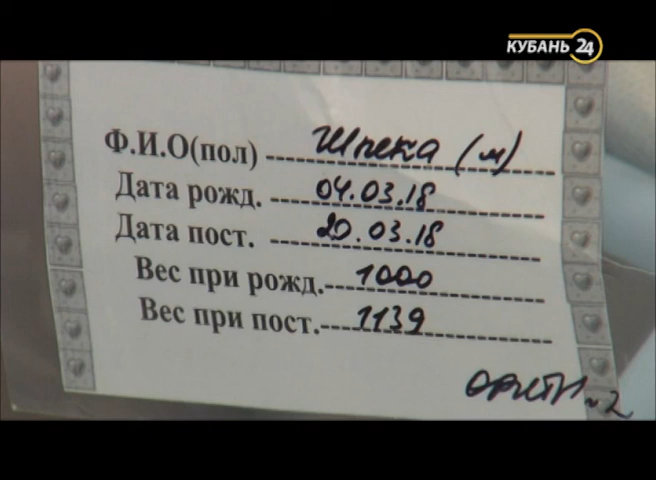 КУБАНЬ 24
Ф.И.О(пол) Шпека (м)
Дата рожд. 04.03.18
Дата пост. 20.03.18
Вес при рожд. 1000
Вес при пост. 1139